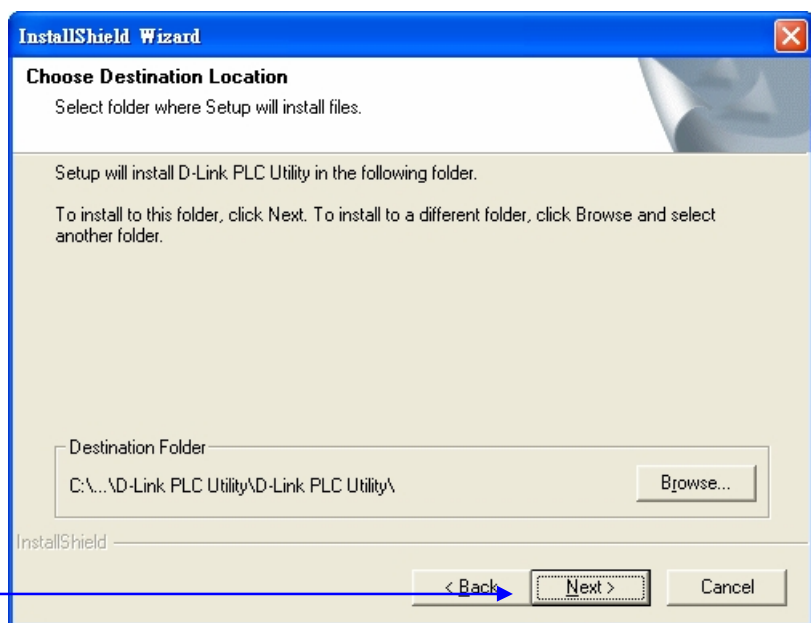 InstallShield Wizard
Choose Destination Location
Select folder where Setup will install files.
Setup will install D-Link PLC Utility in the following folder.
To install to this folder, click Next. To install to a different folder, click Browse and select
another folder.
Destination Folder
C:\...\D-Link PLC Utility\D-Link PLC Utility\
Browse...
InstallShield
< Back
Next >
Cancel